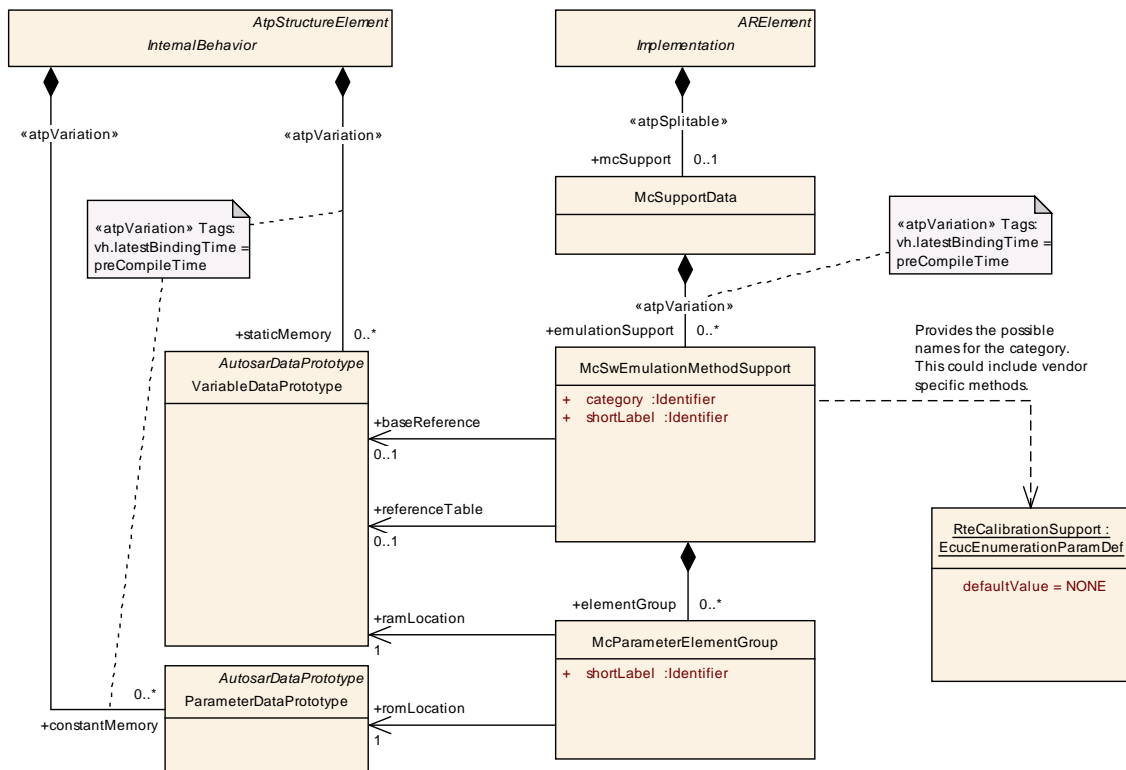 AtpStructureElement
InternalBehavior
ARElement
Implementation
«atpVariation»
«atpVariation»
«atpSplitable»
+mcSupport 0..1
McSupportData
«atpVariation» Tags:
vh.latestBindingTime =
preCompileTime
«atpVariation» Tags:
vh.latestBindingTime =
preCompileTime
«atpVariation»
+staticMemory 0..*
+emulationSupport 0..*
Provides the possible
names for the category.
This could include vendor
specific methods.
AutosarDataPrototype
VariableDataPrototype
McSwEmulationMethodSupport
+ category :Identifier
+ shortLabel :Identifier
+baseReference
0..1
+referenceTable
0..1
RteCalibrationSupport :
EcucEnumerationParamDef
defaultValue = NONE
+elementGroup 0..*
+ramLocation
1
McParameterElementGroup
+ shortLabel :Identifier
AutosarDataPrototype
ParameterDataPrototype
0..*
+constantMemory
+romLocation
1